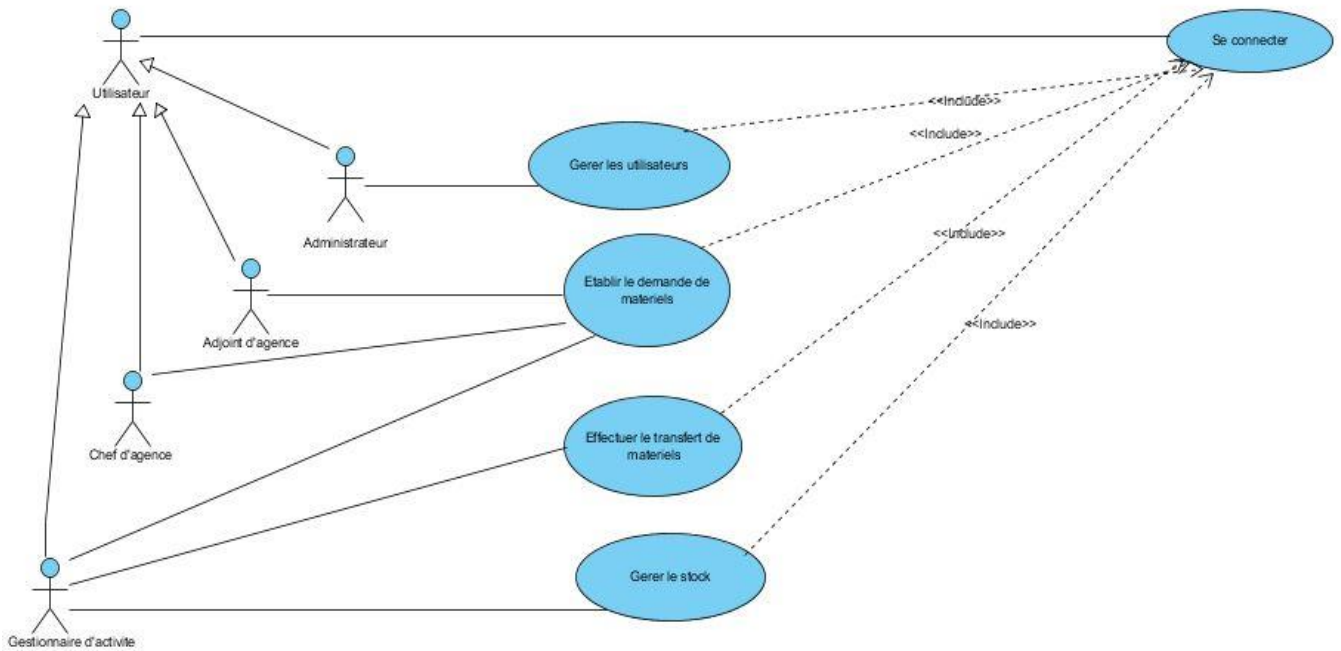 Se connecter
Utilisateur
<<Include>>
<<Include>>
Gerer les utilisateurs
Administrateur
<<Include>>
Etablir le demande de
materiels
Adjoint d'agence
<<Include>>
Chef d'agence
Effectuer le transfert de
materiels
Gerer le stock
Gestionnaire d'activite